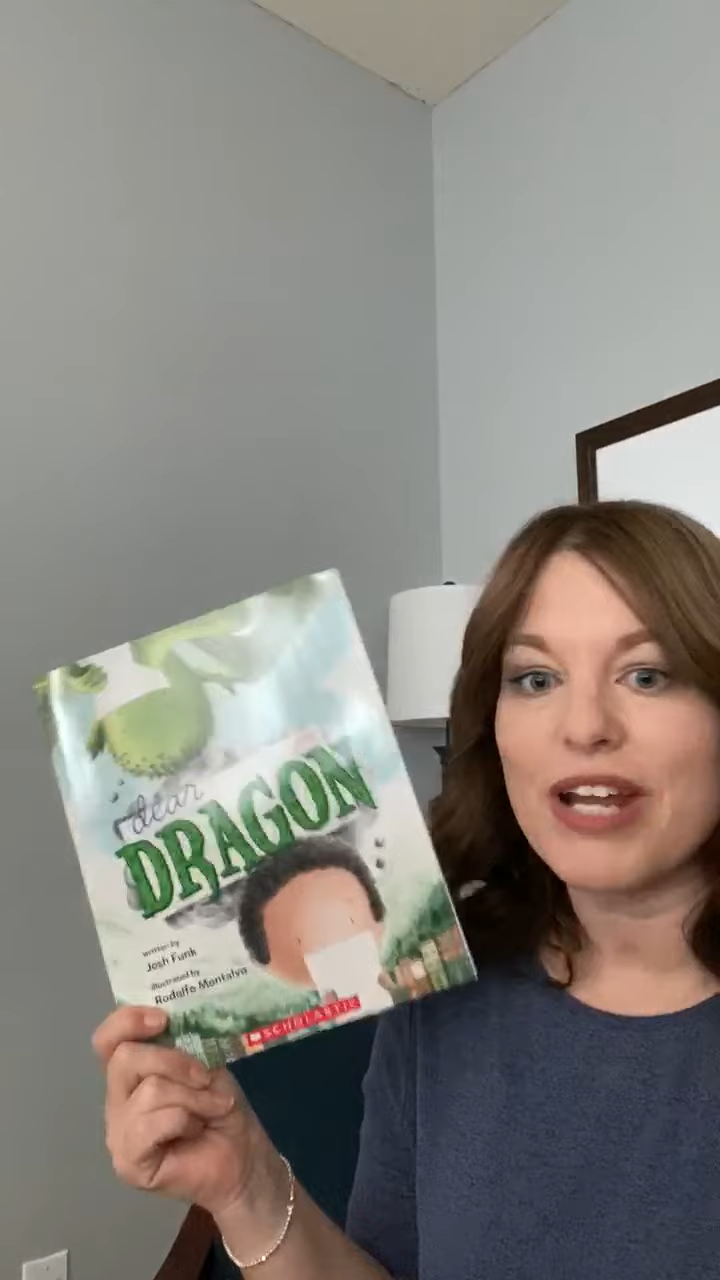 dear
DRAGON
written by
Josh Funk
illustrated by
Rodolfo Montalvo
SCHOLASTIC